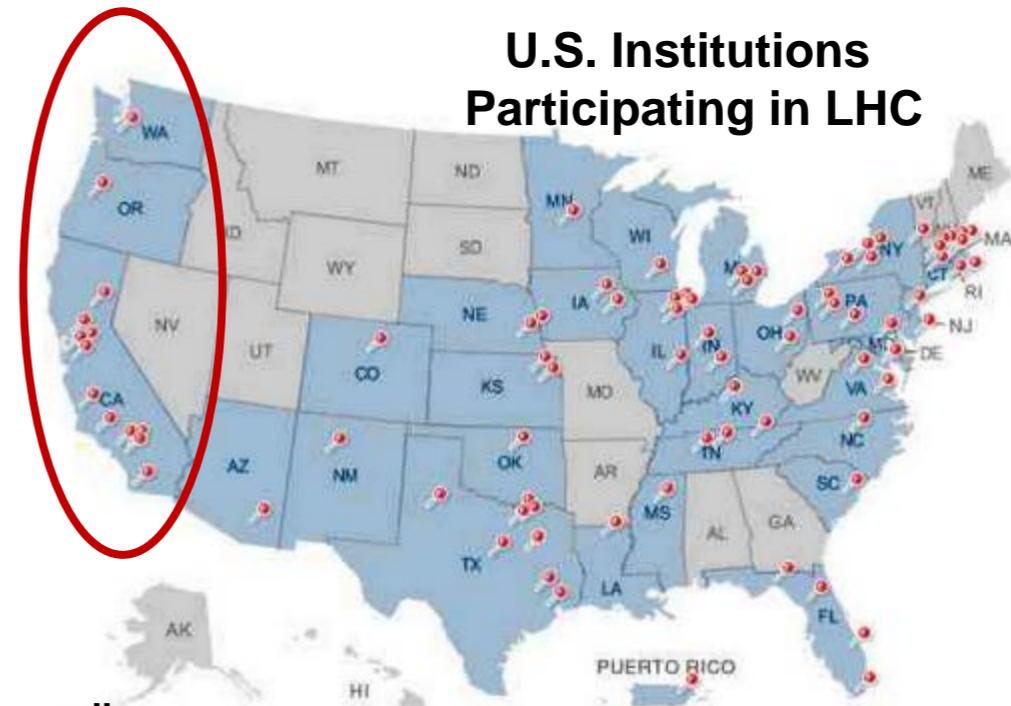 U.S. Institutions
Participating in LHC
WA
MT
ND
ME
MN
VT
OR
ID
SD
WI
NY
MA
WY
CT
RI
IA
PA
NE
NJ
NV
OH
UT
IL
IN
DE
CO
MD
WV
KS
MO
VA
CA
KY
NC
AZ
NM
OK
TN
AR
SC
MS
AL
GA
TX
LA
FL
AK
PUERTO RICO
HI